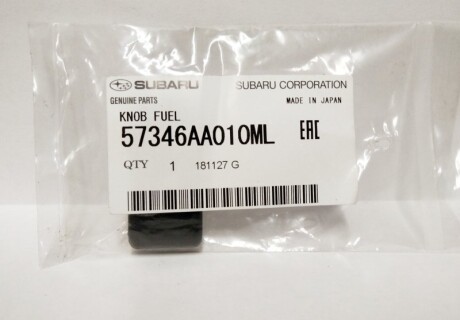 SUBARU SUBARU CORPORATION
GENUINE PARTS MADE IN JAPAN
KNOB FUEL
57346AA010ML EAC
QTY 1 181127 G